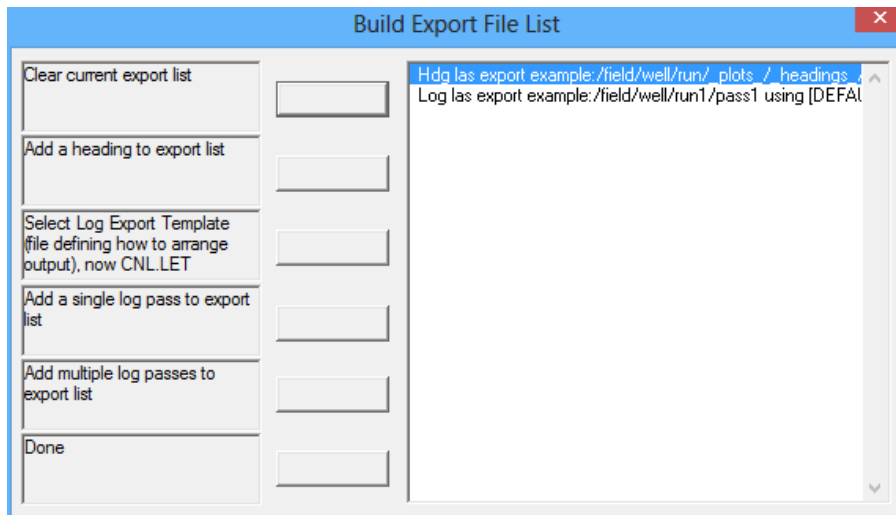 Build Export File List
Clear current export list
Add a heading to export list
Select Log Export Template
(file defining how to arrange
output), now CNL.LET
Add a single log pass to export
list
Add multiple log passes to
export list
Done
Hdg las export example:/field/well/run/_plots_/_headings_/
Log las export example:/field/well/run1/pass1 using [DEFAU